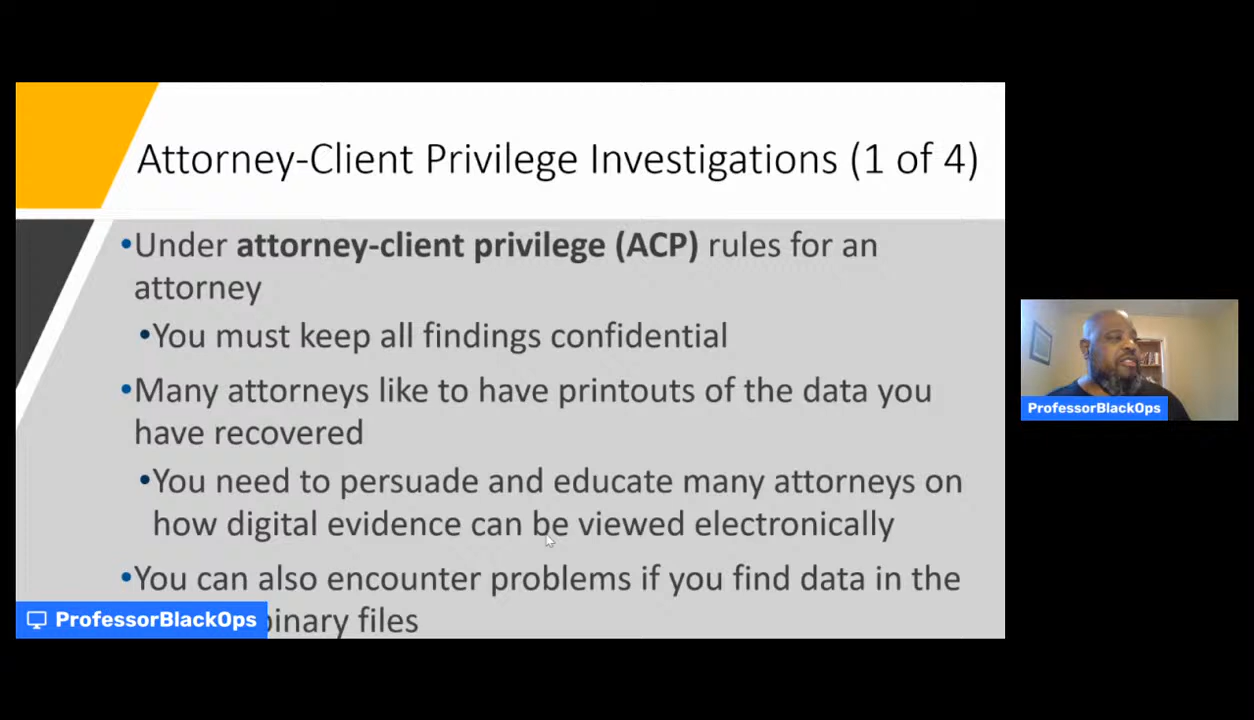 Attorney-Client Privilege Investigations (1 of 4)
•Under attorney-client privilege (ACP) rules for an
attorney
•You must keep all findings confidential
•Many attorneys like to have printouts of the data you
have recovered
•You need to persuade and educate many attorneys on
how digital evidence can be viewed electronically
•You can also encounter problems if you find data in the
binary files
ProfessorBlackOps
ProfessorBlackOps